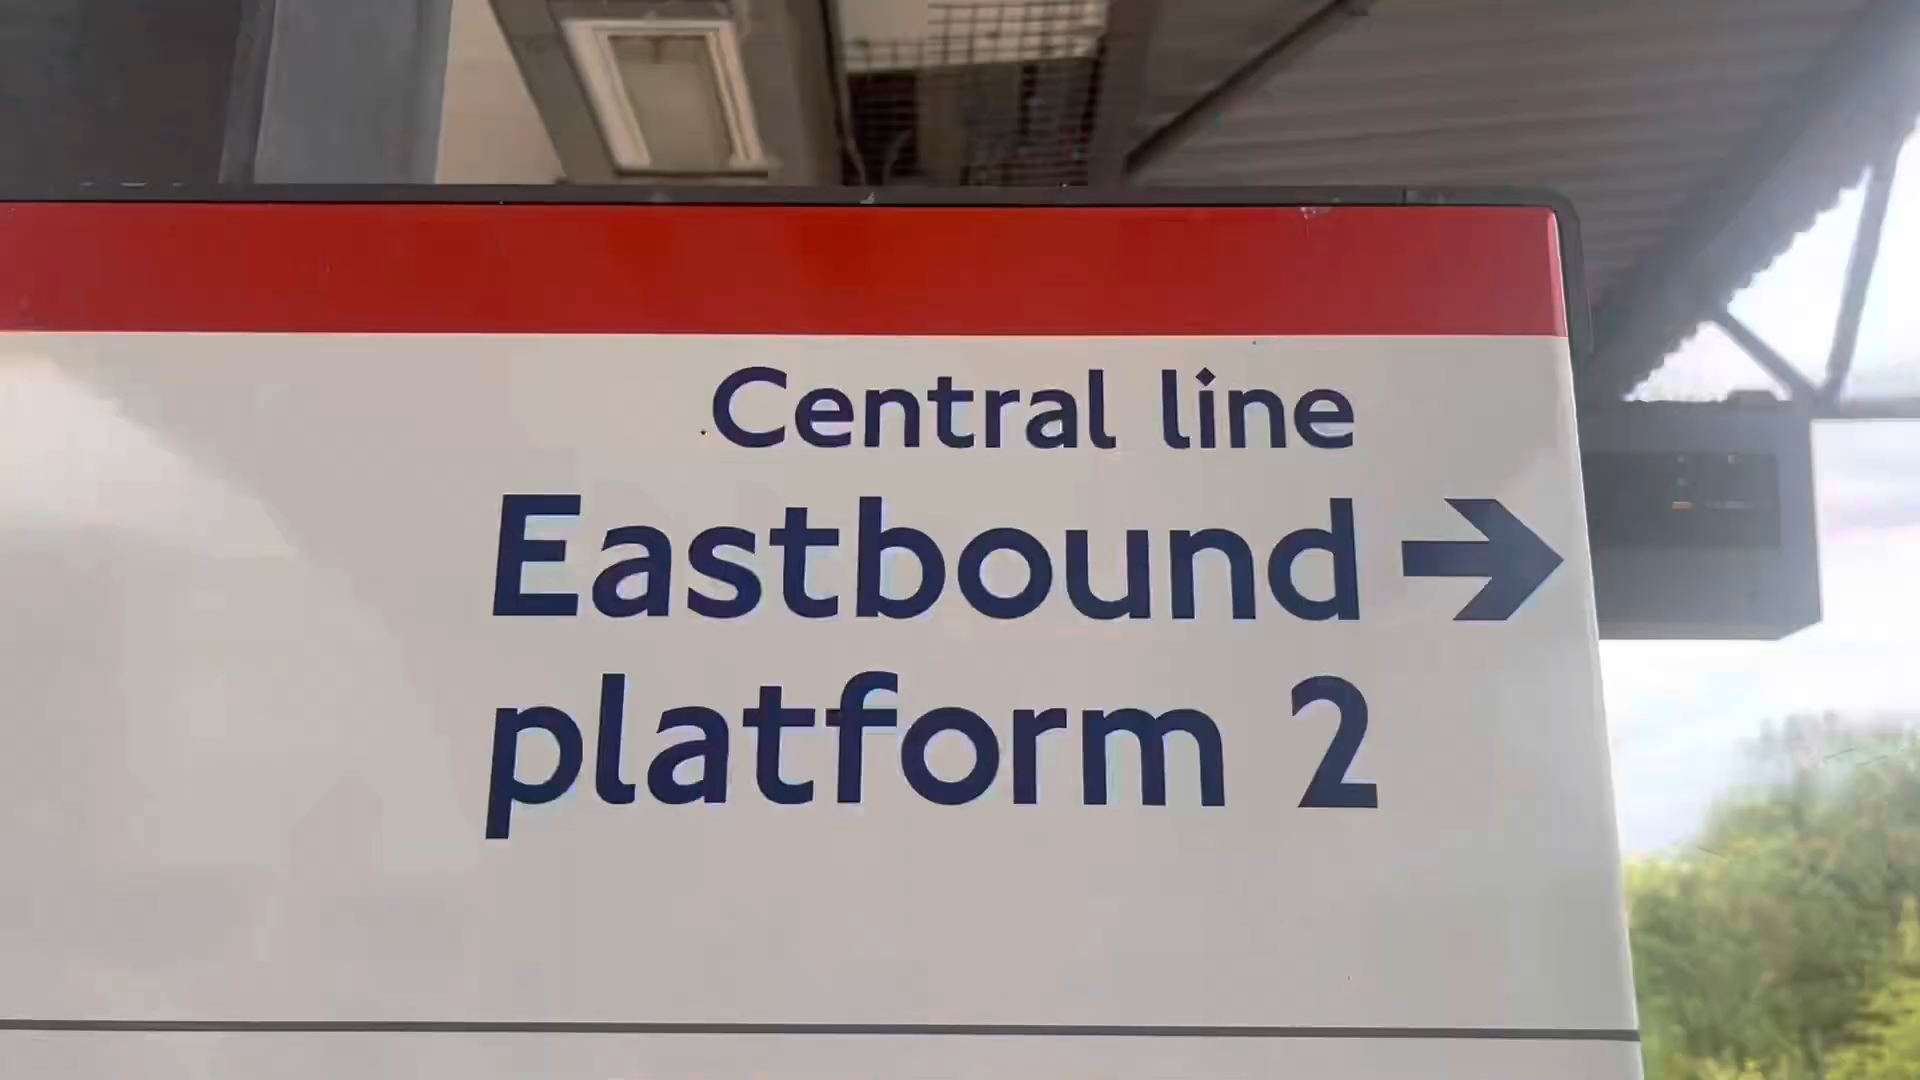 Central line
Eastbound →
platform 2